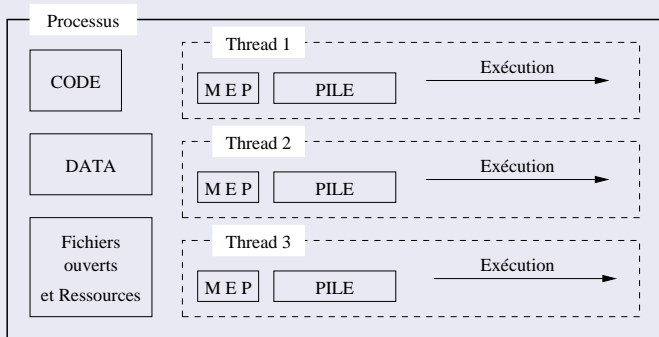 Processus
CODE
DATA
Fichiers
ouverts
et Ressources
Thread 1
M E P
PILE
Exécution
Thread 2
M E P
PILE
Exécution
Thread 3
M E P
PILE
Exécution